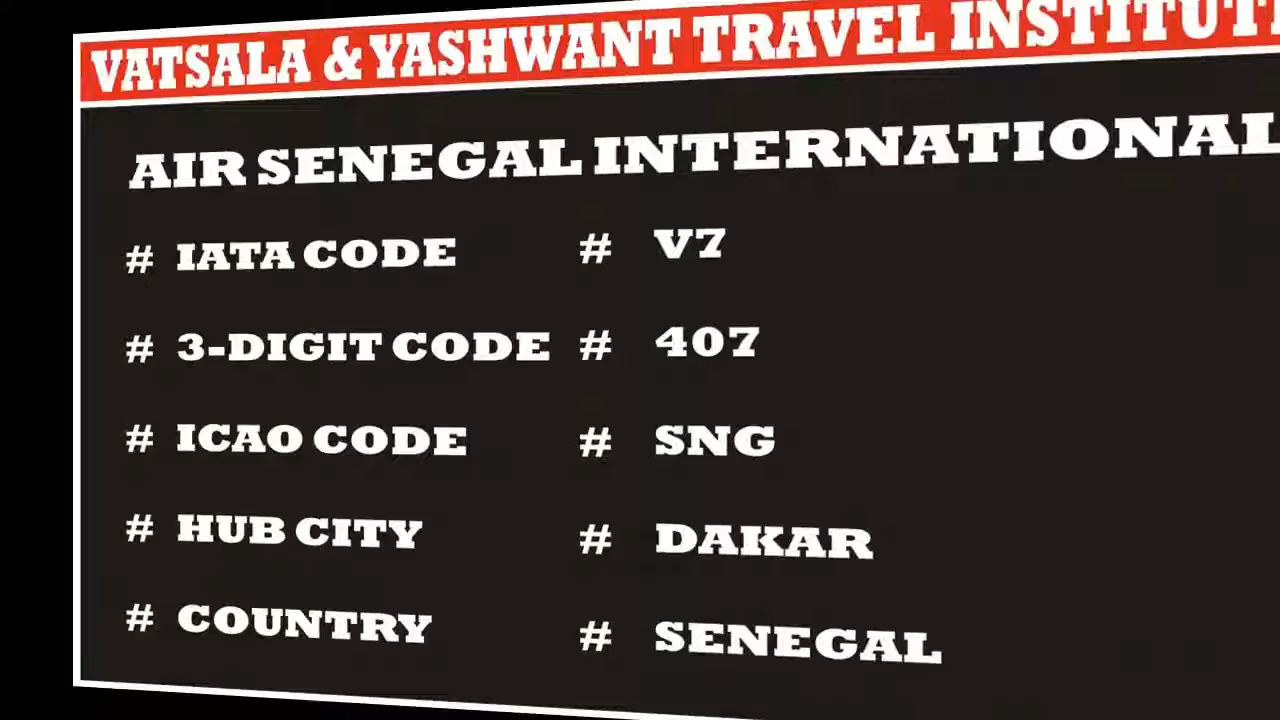 VATSALA & YASHWANT TRAVEL INSTITUTE
AIR SENEGAL INTERNATIONAL
# IATA CODE # V7
# 3-DIGIT CODE # 407
# ICAO CODE # SNG
# HUB CITY # DAKAR
# COUNTRY # SENEGAL